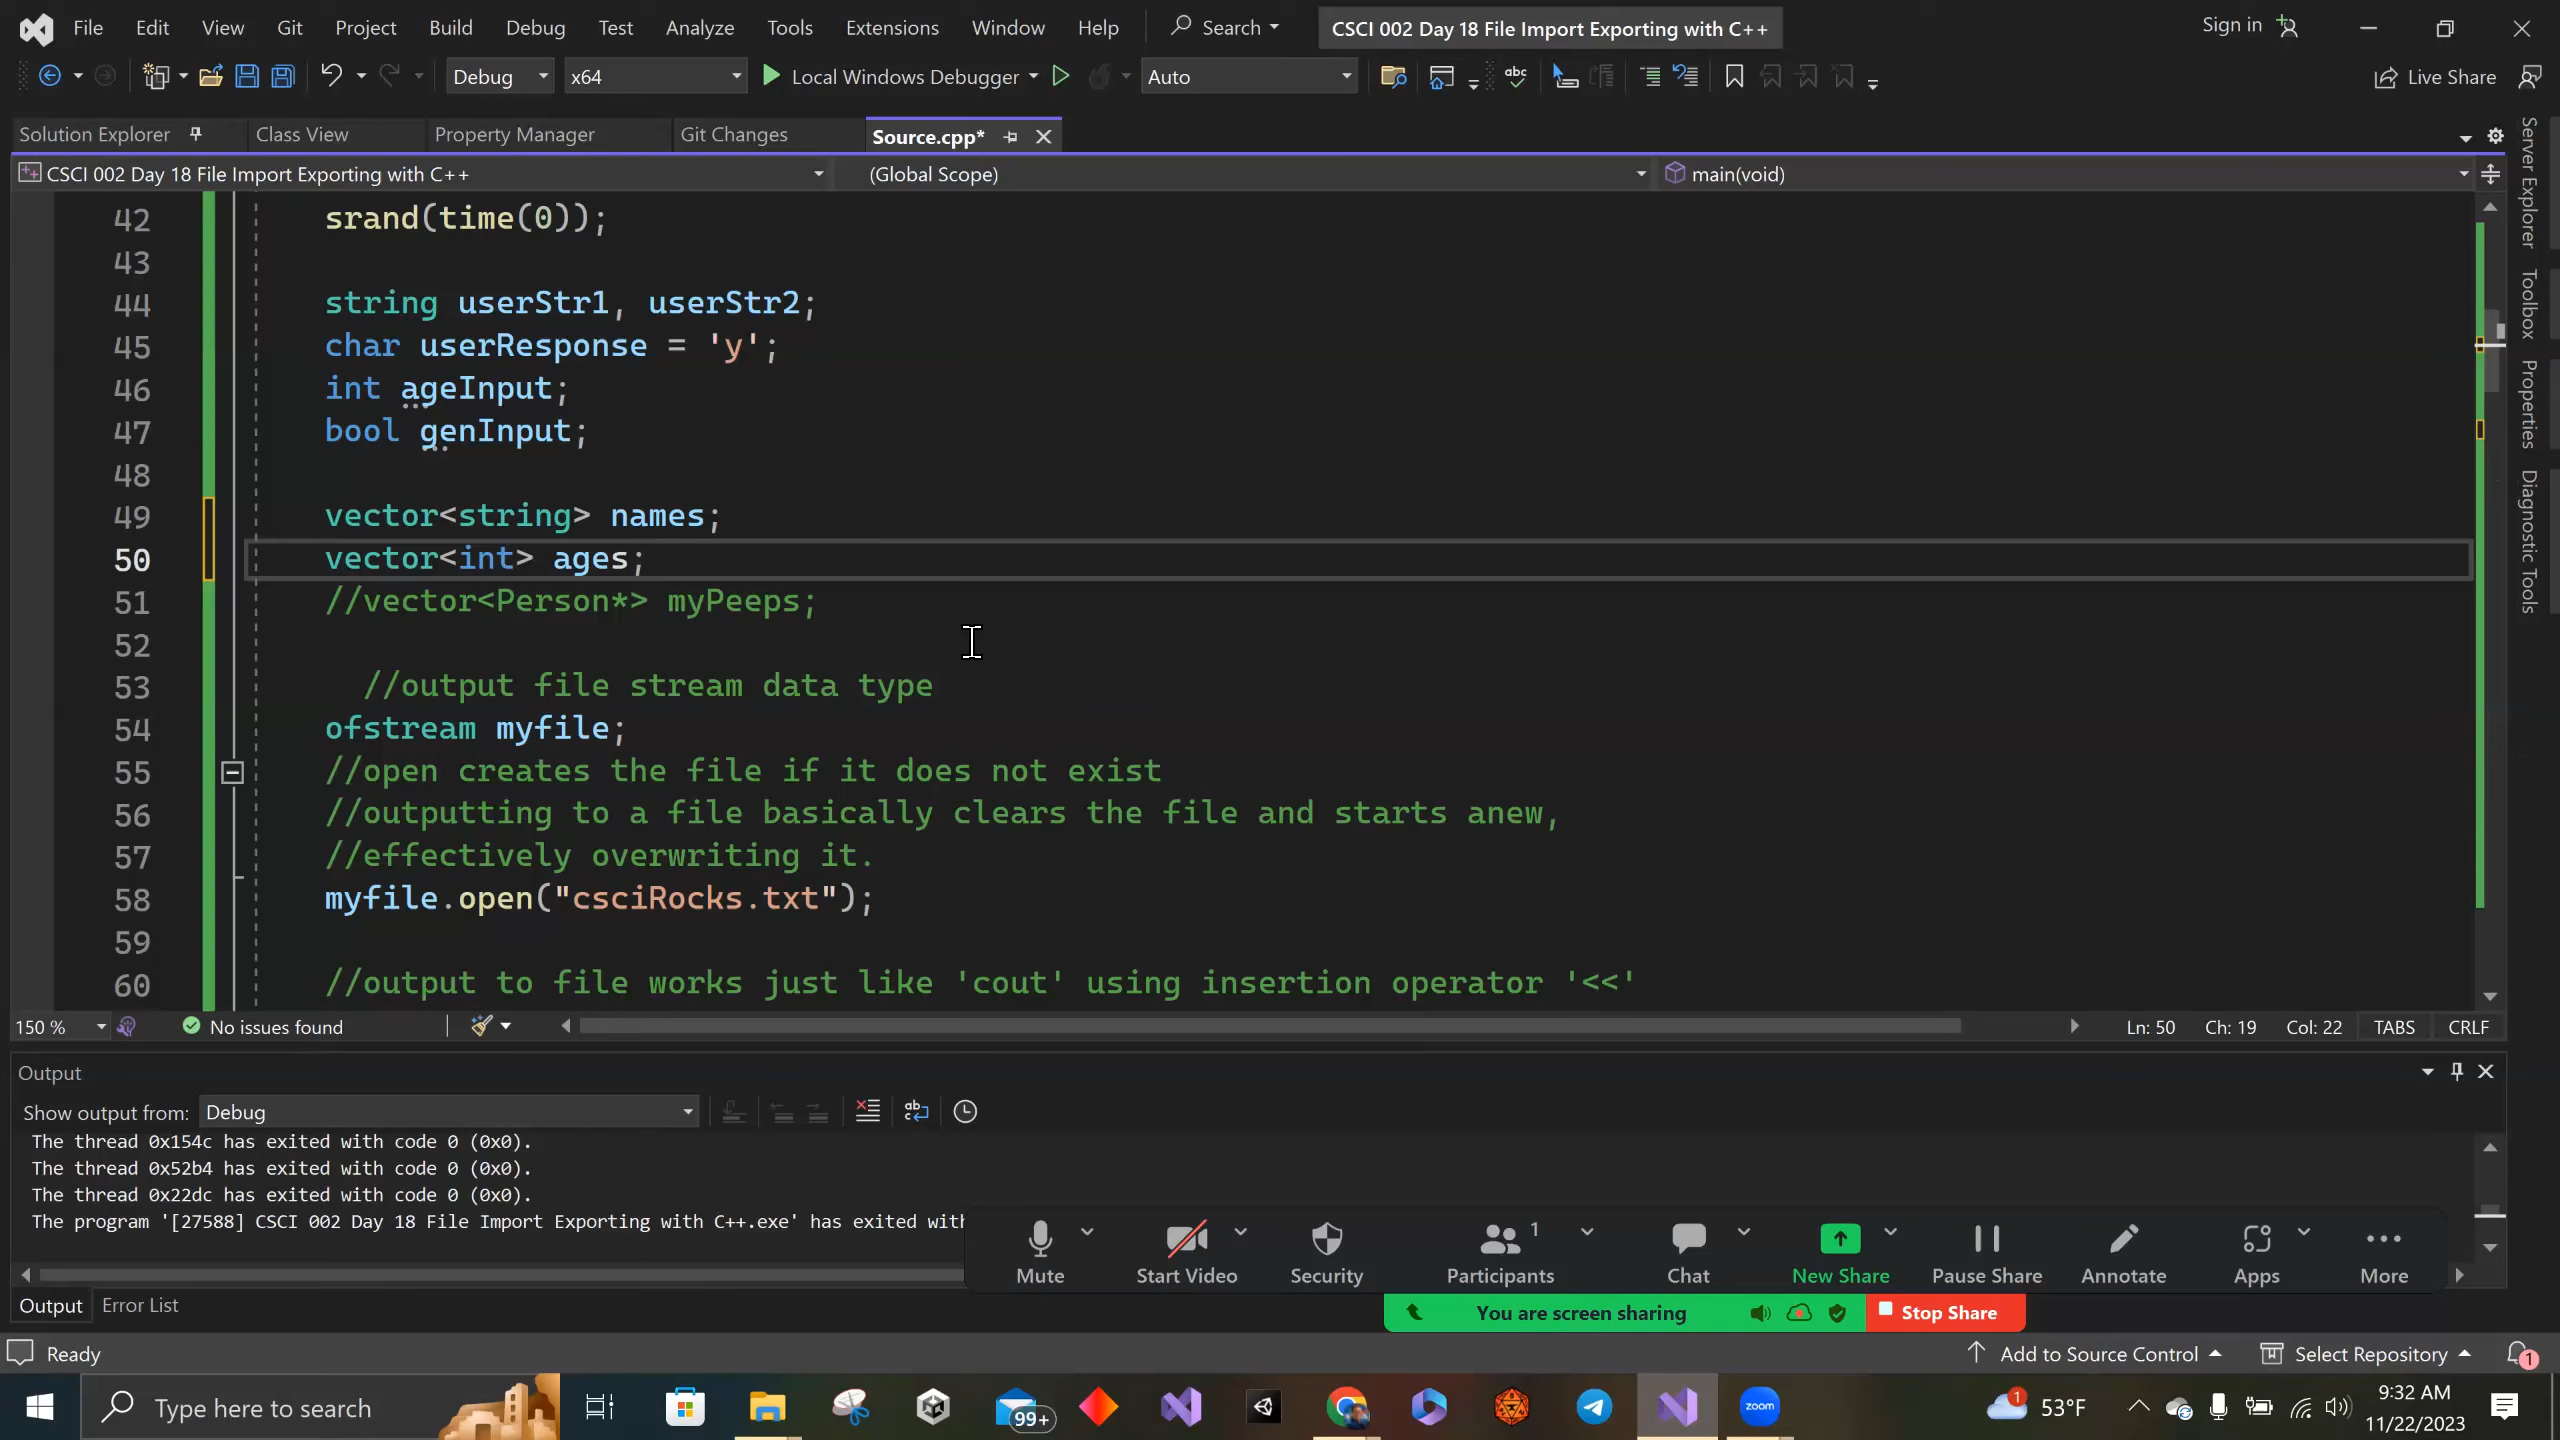 File Edit View Git Project Build Debug Test Analyze Tools Extensions Window Help Search CSCI 002 Day 18 File Import Exporting with C++ Sign in
Debug x64 Local Windows Debugger Auto Live Share
Solution Explorer Class View Property Manager Git Changes Source.cpp*
CSCI 002 Day 18 File Import Exporting with C++ (Global Scope) main(void)
42 srand(time(0));
43
44 string userStr1, userStr2;
45 char userResponse = 'y';
46 int ageInput;
47 bool genInput;
48
49 vector<string> names;
50 vector<int> ages;
51 //vector<Person*> myPeeps;
52
53 //output file stream data type
54 ofstream myfile;
55 //open creates the file if it does not exist
56 //outputting to a file basically clears the file and starts anew,
57 //effectively overwriting it.
58 myfile.open("csciRocks.txt");
59
60 //output to file works just like 'cout' using insertion operator '<<'
Server Explorer
Toolbox
Properties
Diagnostic Tools
150 % No issues found Ln: 50 Ch: 19 Col: 22 TABS CRLF
Output
Show output from: Debug
The thread 0x154c has exited with code 0 (0x0).
The thread 0x52b4 has exited with code 0 (0x0).
The thread 0x22dc has exited with code 0 (0x0).
The program '[27588] CSCI 002 Day 18 File Import Exporting with C++.exe' has exited with
Mute Start Video Security Participants 1 Chat New Share Pause Share Annotate Apps More
Output Error List
You are screen sharing Stop Share
Ready Add to Source Control Select Repository 1
Type here to search 99+ zoom 1 53°F 9:32 AM
11/22/2023